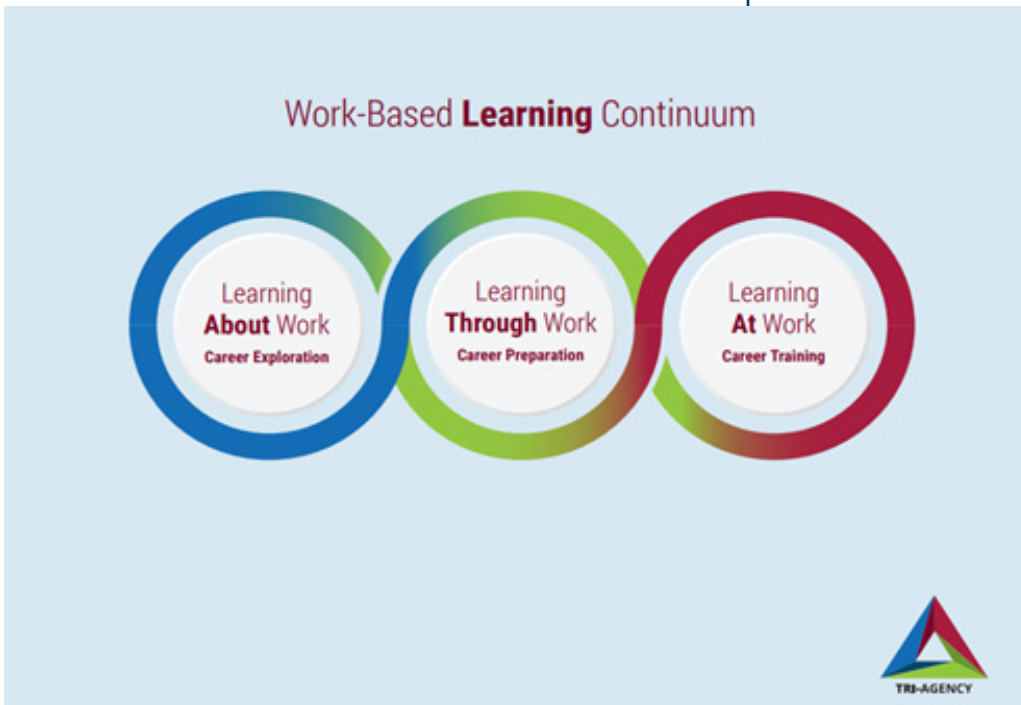 Work-Based Learning Continuum
Learning
About Work
Career Exploration
Learning
Through Work
Career Preparation
Learning
At Work
Career Training
TRI-AGENCY